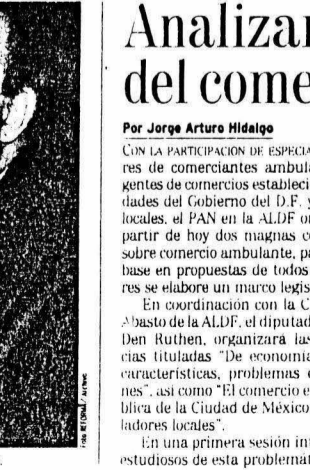 Analizar
del come
Por Jorge Arturo Hidalgo
CON LA PARTICIPACION DE ESPECIA
res de comerciantes ambula
gentes de comercios estableci
dades del Gobierno del D.F. y
locales, el PAN en la ALDF or
partir de hoy dos magnas co
sobre comercio ambulante, pa
base en propuestas de todos
res se elabore un marco legis
En coordinación con la C
Abasto de la ALDF, el diputad
Den Ruthen, organizará las
cias tituladas "De economía
características, problemas e
nes", así como "El comercio e
blica de la Ciudad de México
ladores locales".
En una primera sesión int
estudiosos de esta problemát
Foto REFORMA / Archivo